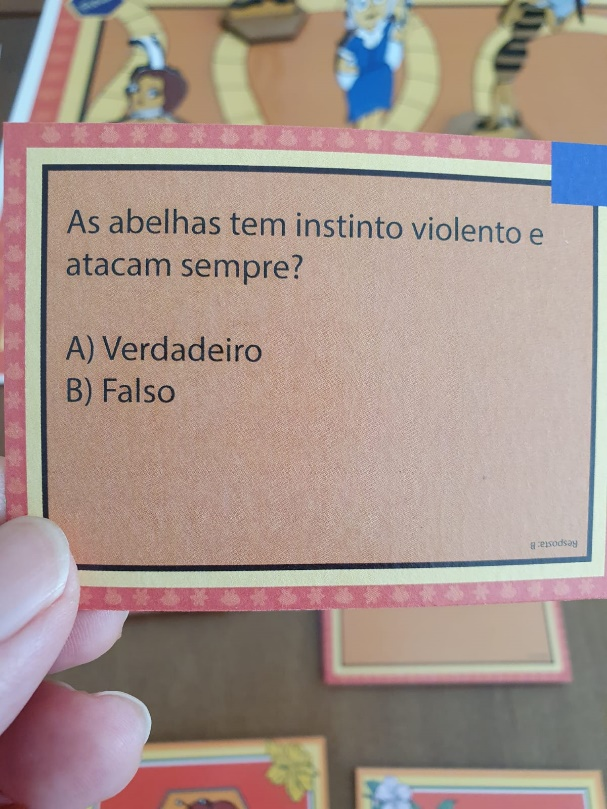 As abelhas tem instinto violento e
atacam sempre?
A) Verdadeiro
B) Falso
Resposta: B